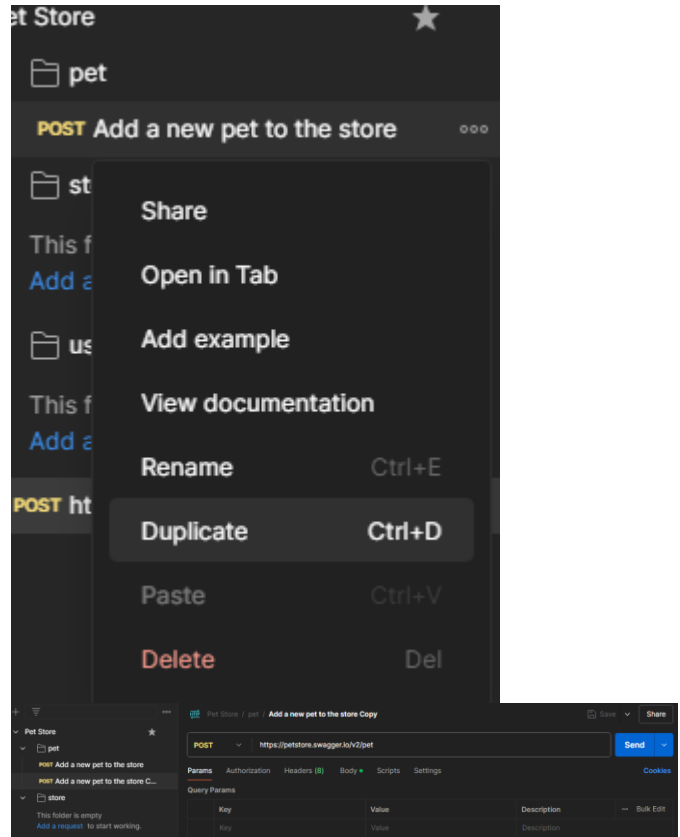 et Store
pet
POST Add a new pet to the store
st
Share
This f
Add a
Open in Tab
Add example
us
View documentation
This f
Add a
Rename Ctrl+E
POST ht
Duplicate Ctrl+D
Paste Ctrl+V
Delete Del
Pet Store / pet / Add a new pet to the store Copy
Save
Share
Pet Store
POST https://petstore.swagger.io/v2/pet
Send
pet
POST Add a new pet to the store
POST Add a new pet to the store C...
Params Authorization Headers (8) Body Scripts Settings
Cookies
Query Params
store
This folder is empty
Add a request to start working.
Key Value Description Bulk Edit
Key Value Description